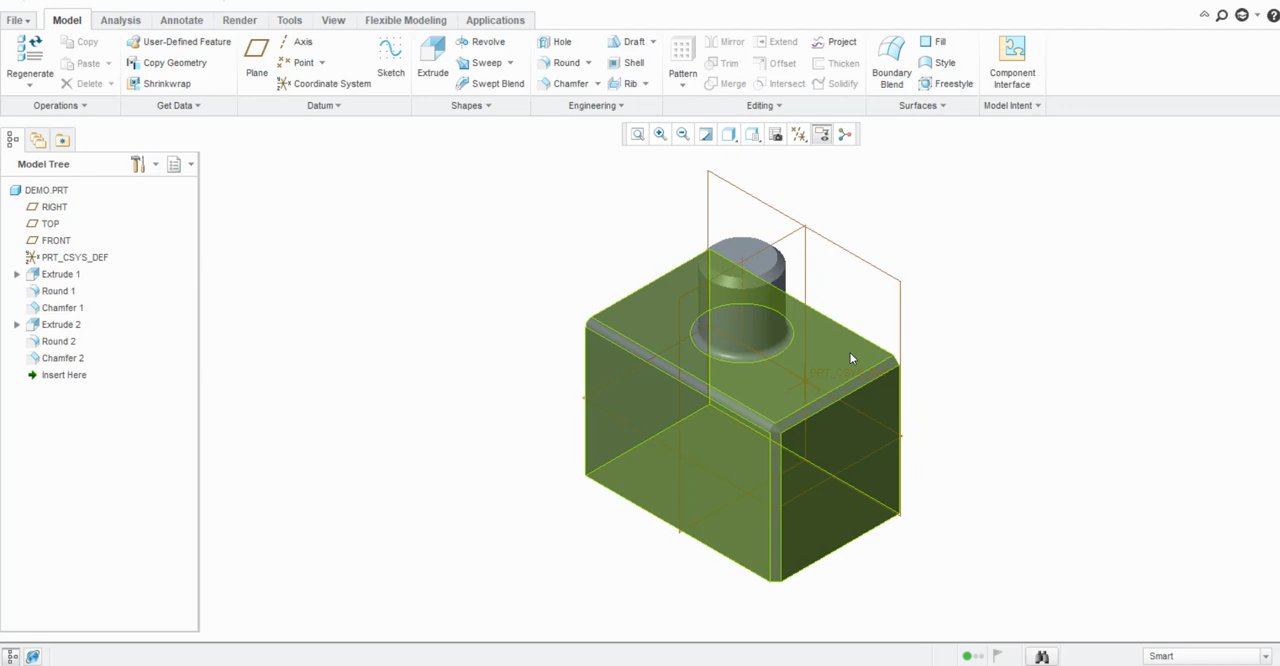 File
Model
Analysis
Annotate
Render
Tools
View
Flexible Modeling
Applications
Regenerate
Copy
Paste
Delete
Operations
User-Defined Feature
Copy Geometry
Shrinkwrap
Get Data
Plane
Axis
Point
Coordinate System
Sketch
Datum
Extrude
Revolve
Sweep
Swept Blend
Shapes
Hole
Round
Chamfer
Draft
Shell
Rib
Engineering
Pattern
Mirror
Trim
Merge
Extend
Offset
Intersect
Project
Thicken
Solidify
Editing
Boundary
Blend
Fill
Style
Freestyle
Surfaces
Component
Interface
Model Intent
Model Tree
DEMO.PRT
RIGHT
TOP
FRONT
PRT_CSYS_DEF
Extrude 1
Round 1
Chamfer 1
Extrude 2
Round 2
Chamfer 2
Insert Here
Smart